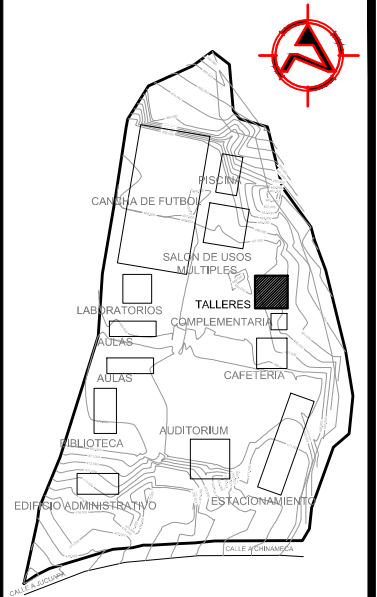 PISCINA
CANCHA DE FUTBOL
SALON DE USOS
MULTIPLES
TALLERES
LABORATORIOS
COMPLEMENTARIA
AULAS
CAFETERIA
AULAS
AUDITORIUM
BIBLIOTECA
EDIFICIO ADMINISTRATIVO
ESTACIONAMIENTO
CALLE A CHINAMECA
CALLE A JUCUAPA